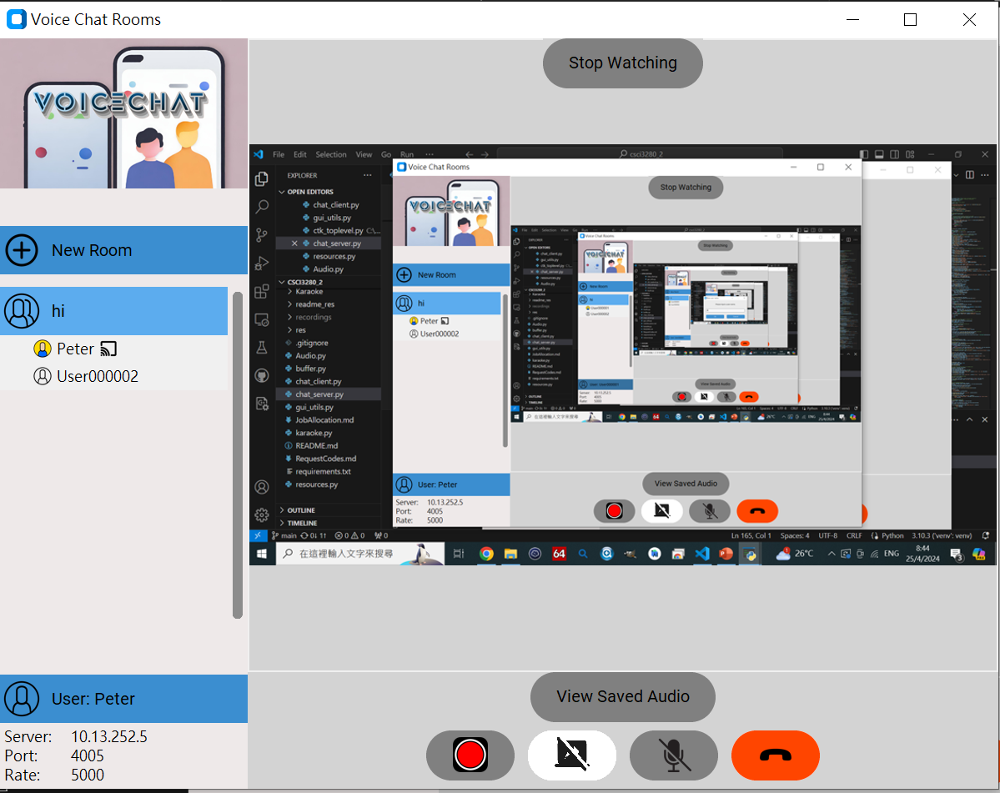 Voice Chat Rooms
VOICECHAT
New Room
hi
Peter
User000002
User: Peter
Server: 10.13.252.5
Port: 4005
Rate: 5000
Stop Watching
File Edit Selection View Go Run ... csci3280_2
EXPLORER ...
OPEN EDITORS
chat_client.py
gui_utils.py
ctk_toplevel.py C:\...
chat_server.py
resources.py
Audio.py
CSCI3280_2
Karaoke
readme_res
recordings
res
.gitignore
Audio.py
buffer.py
chat_client.py
chat_server.py
gui_utils.py
JobAllocation.md
karaoke.py
README.md
RequestCodes.md
requirements.txt
resources.py
OUTLINE
TIMELINE
Voice Chat Rooms
VOICECHAT
New Room
hi
Peter
User000002
User: Peter
Server: 10.13.252.5
Port: 4005
Rate: 5000
Stop Watching
View Saved Audio
main 0↓ 1↑ 0 0 0 Ln 165, Col 1 Spaces: 4 UTF-8 CRLF Python 3.10.3 ('venv': venv)
在這裡輸入文字來搜尋 64 26°C ENG 8:44
25/4/2024 3
View Saved Audio